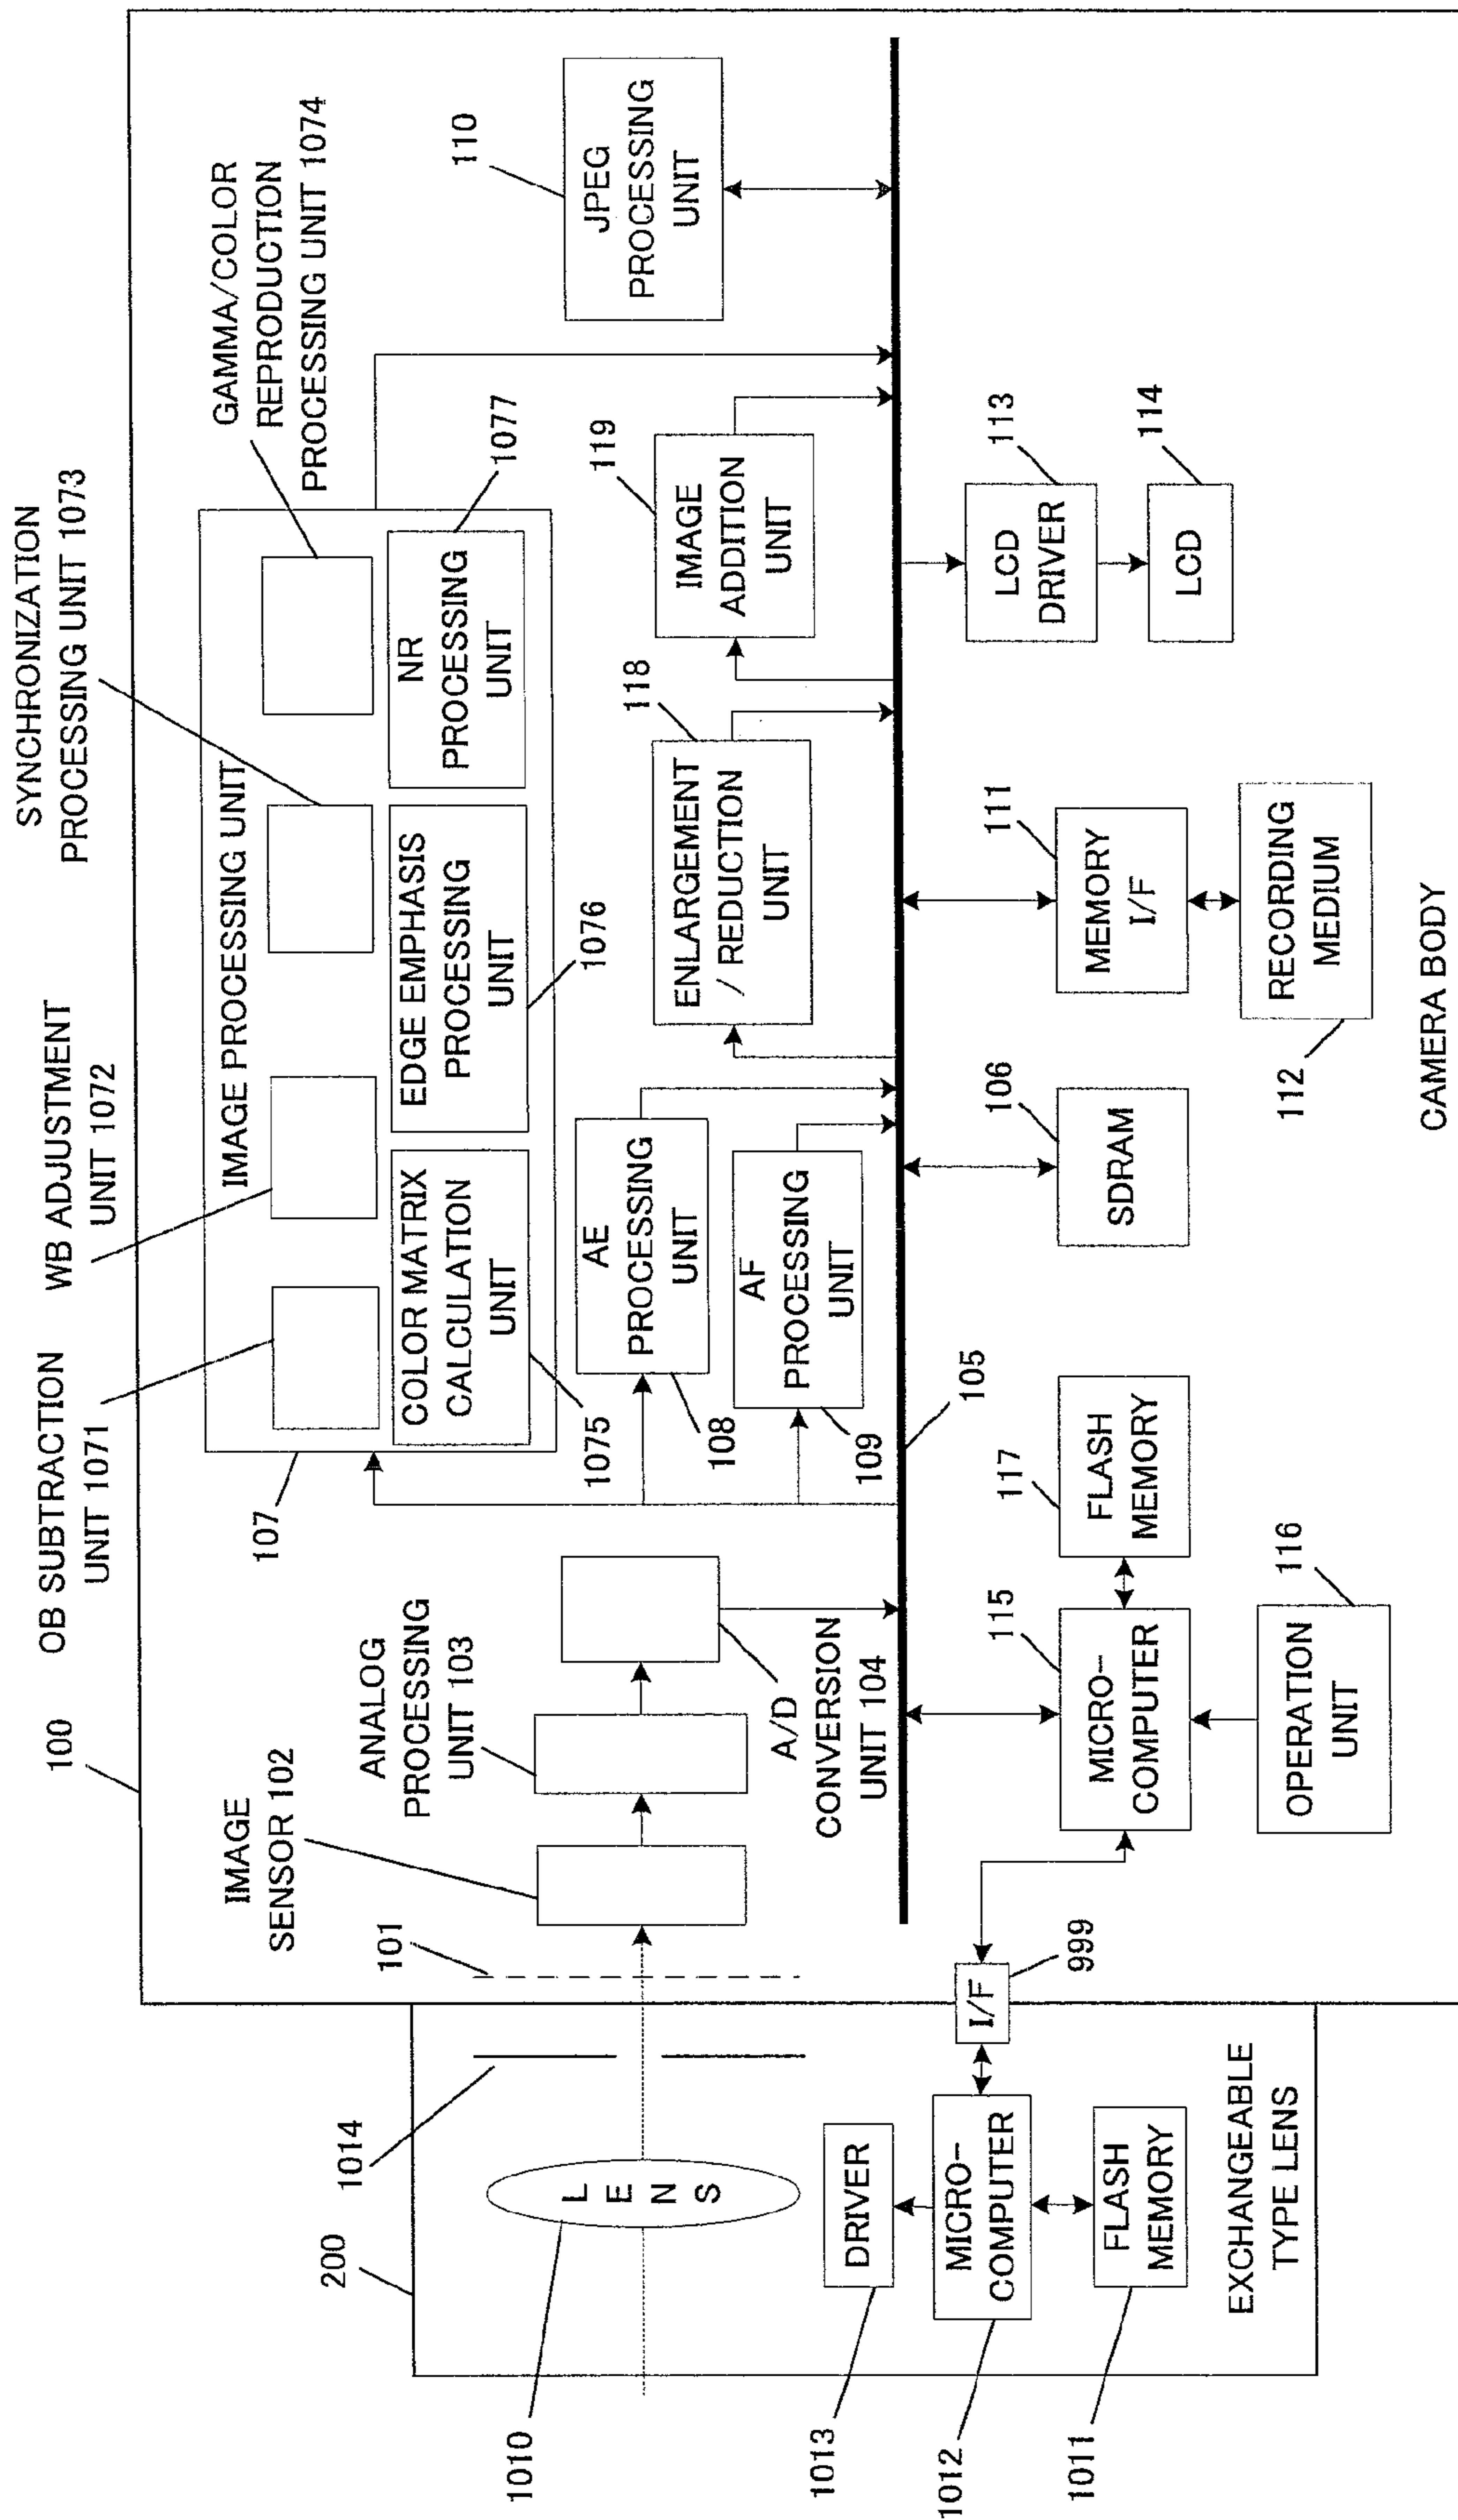 100
OB SUBTRACTION
UNIT 1071
WB ADJUSTMENT
UNIT 1072
SYNCHRONIZATION
PROCESSING UNIT 1073
GAMMA/COLOR
REPRODUCTION
PROCESSING UNIT 1074
107
IMAGE PROCESSING UNIT
COLOR MATRIX
CALCULATION
UNIT
1075
EDGE EMPHASIS
PROCESSING
UNIT
1076
NR
PROCESSING
UNIT
1077
IMAGE
SENSOR 102
ANALOG
PROCESSING
UNIT 103
A/D
CONVERSION
UNIT 104
101
AE
PROCESSING
UNIT
108
AF
PROCESSING
UNIT
109
ENLARGEMENT
/REDUCTION
UNIT
118
IMAGE
ADDITION
UNIT
119
JPEG
PROCESSING
UNIT
110
200
1014
LENS
1010
DRIVER
1013
MICRO-
COMPUTER
1012
FLASH
MEMORY
1011
EXCHANGEABLE
TYPE LENS
I/F
999
105
MICRO-
COMPUTER
115
FLASH
MEMORY
117
OPERATION
UNIT
116
SDRAM
106
MEMORY
I/F
111
RECORDING
MEDIUM
112
LCD
DRIVER
113
LCD
114
CAMERA BODY